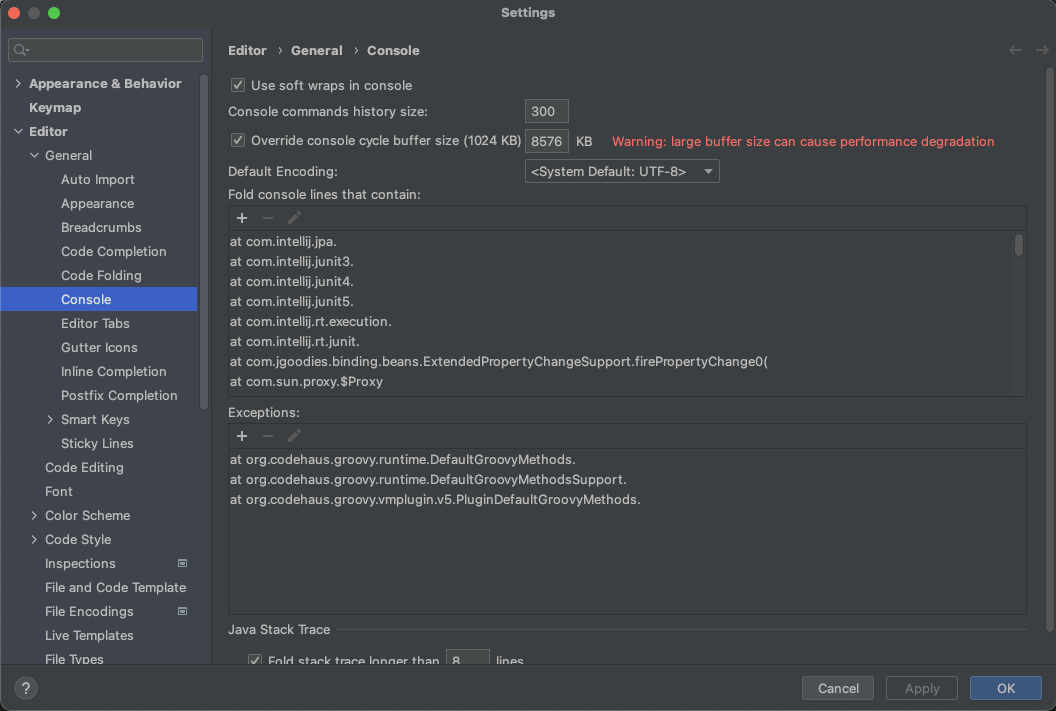 Settings
Appearance & Behavior
Keymap
Editor
General
Auto Import
Appearance
Breadcrumbs
Code Completion
Code Folding
Console
Editor Tabs
Gutter Icons
Inline Completion
Postfix Completion
Smart Keys
Sticky Lines
Code Editing
Font
Color Scheme
Code Style
Inspections
File and Code Template
File Encodings
Live Templates
File Types
Editor › General › Console
Use soft wraps in console
Console commands history size: 300
Override console cycle buffer size (1024 KB) 8576 KB Warning: large buffer size can cause performance degradation
Default Encoding: <System Default: UTF-8>
Fold console lines that contain:
at com.intellij.jpa.
at com.intellij.junit3.
at com.intellij.junit4.
at com.intellij.junit5.
at com.intellij.rt.execution.
at com.intellij.rt.junit.
at com.jgoodies.binding.beans.ExtendedPropertyChangeSupport.firePropertyChange0(
at com.sun.proxy.$Proxy
Exceptions:
at org.codehaus.groovy.runtime.DefaultGroovyMethods.
at org.codehaus.groovy.runtime.DefaultGroovyMethodsSupport.
at org.codehaus.groovy.vmplugin.v5.PluginDefaultGroovyMethods.
Java Stack Trace
Fold stack trace longer than 8 lines
? Cancel Apply OK